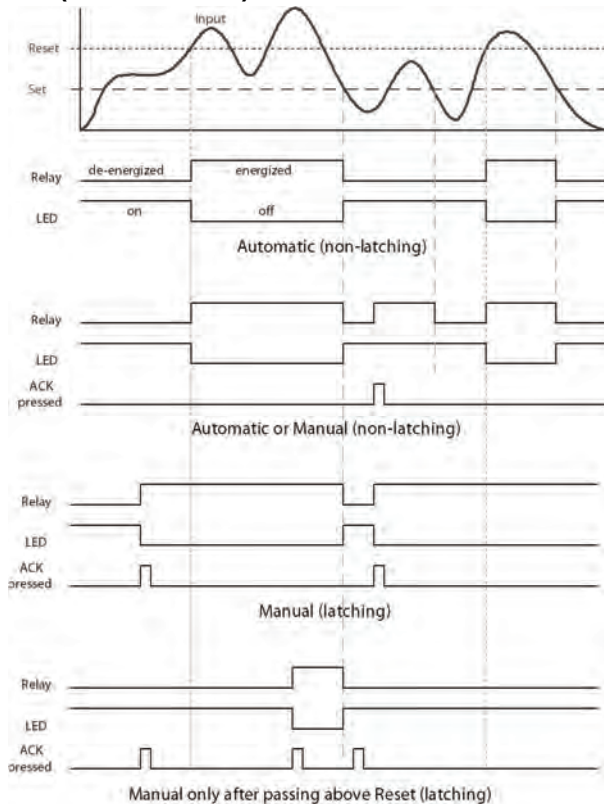 Input
Reset
Set
Relay de-energized energized
LED on off
Automatic (non-latching)
Relay
LED
ACK
pressed
Automatic or Manual (non-latching)
Relay
LED
ACK
pressed
Manual (latching)
Relay
LED
ACK
pressed
Manual only after passing above Reset (latching)